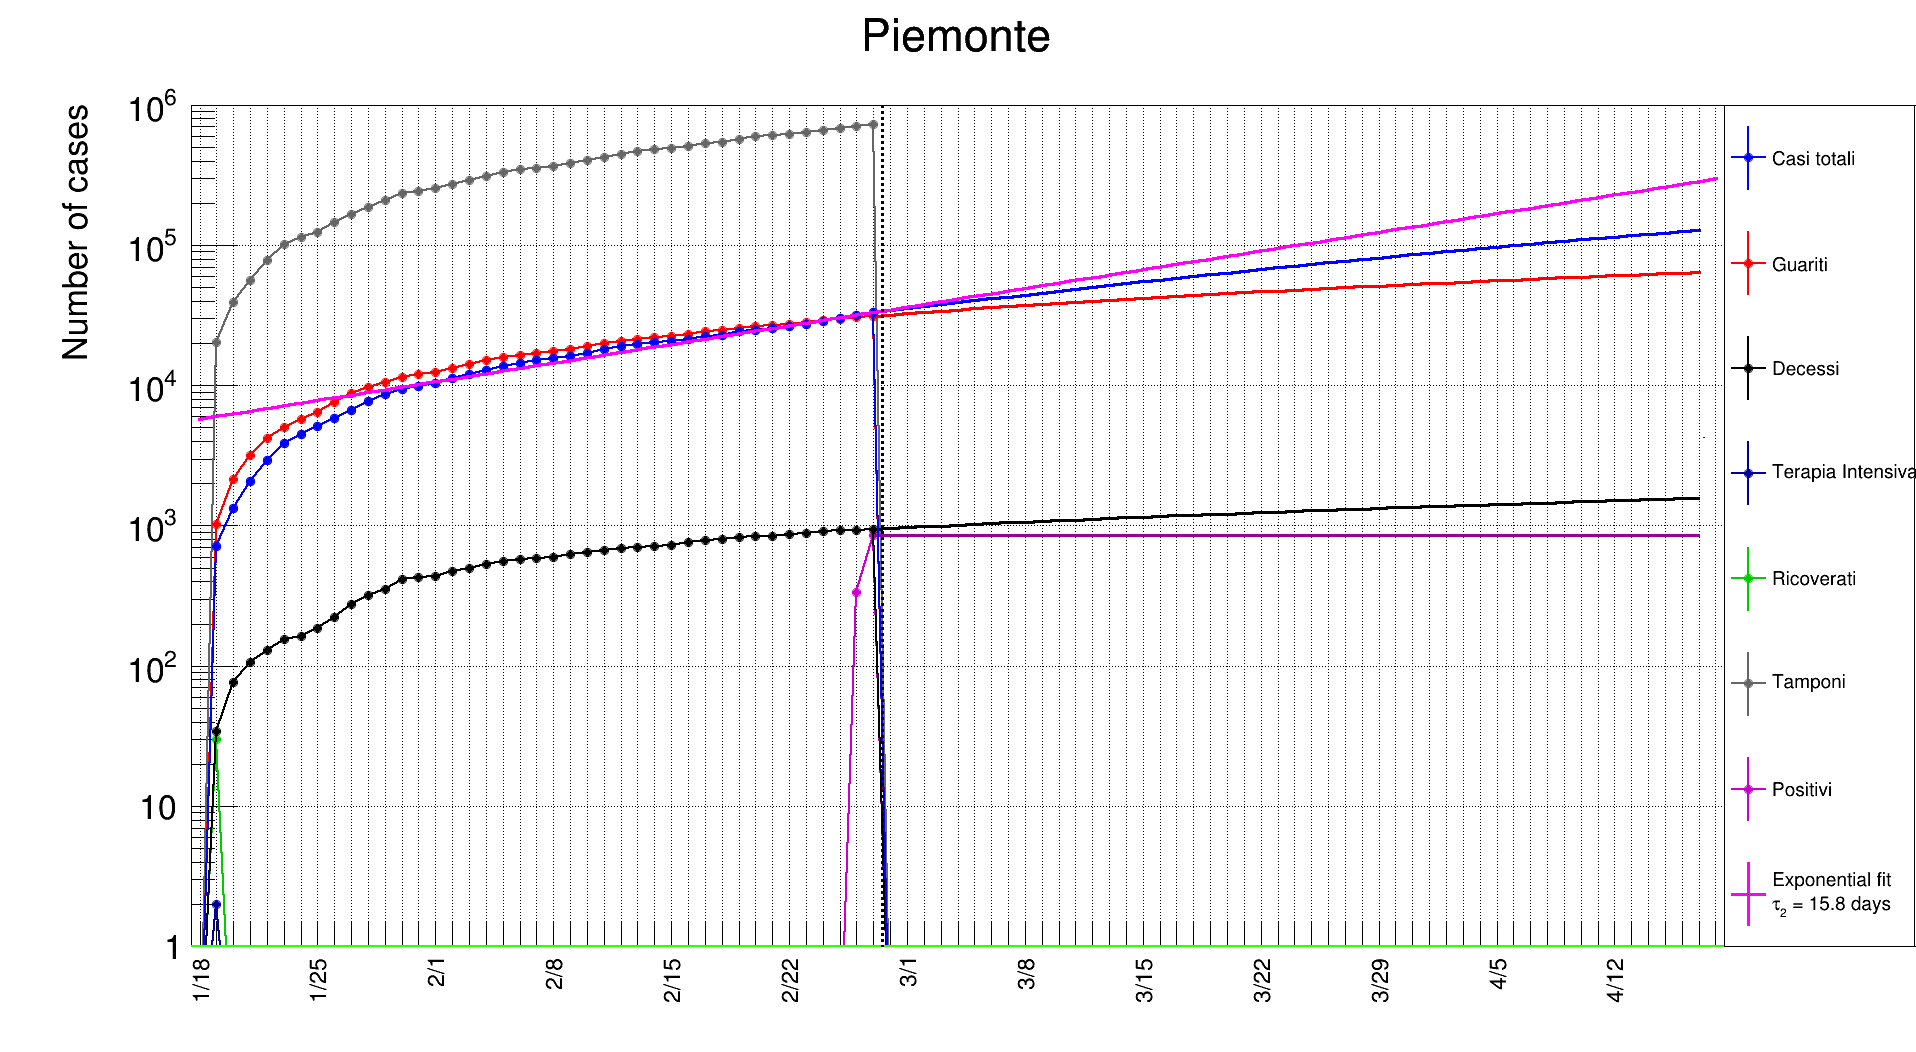 Piemonte
Number of cases
10^6
10^5
10^4
10^3
10^2
10
1
1/18
1/25
2/1
2/8
2/15
2/22
3/1
3/8
3/15
3/22
3/29
4/5
4/12
Casi totali
Guariti
Decessi
Terapia Intensiva
Ricoverati
Tamponi
Positivi
Exponential fit
τ₂ = 15.8 days